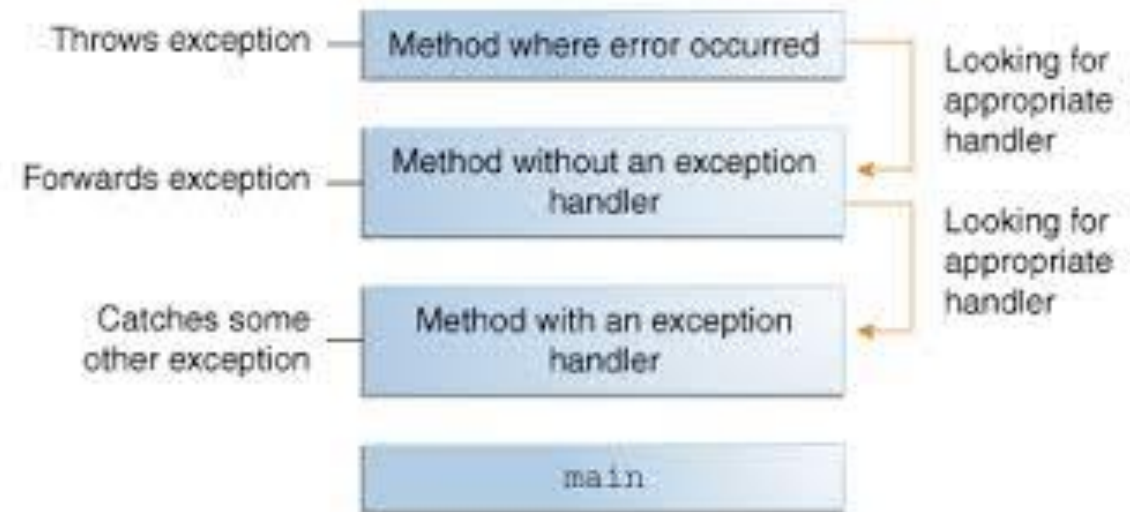 Throws exception
Method where error occurred
Looking for
appropriate
handler
Forwards exception
Method without an exception
handler
Looking for
appropriate
handler
Catches some
other exception
Method with an exception
handler
main